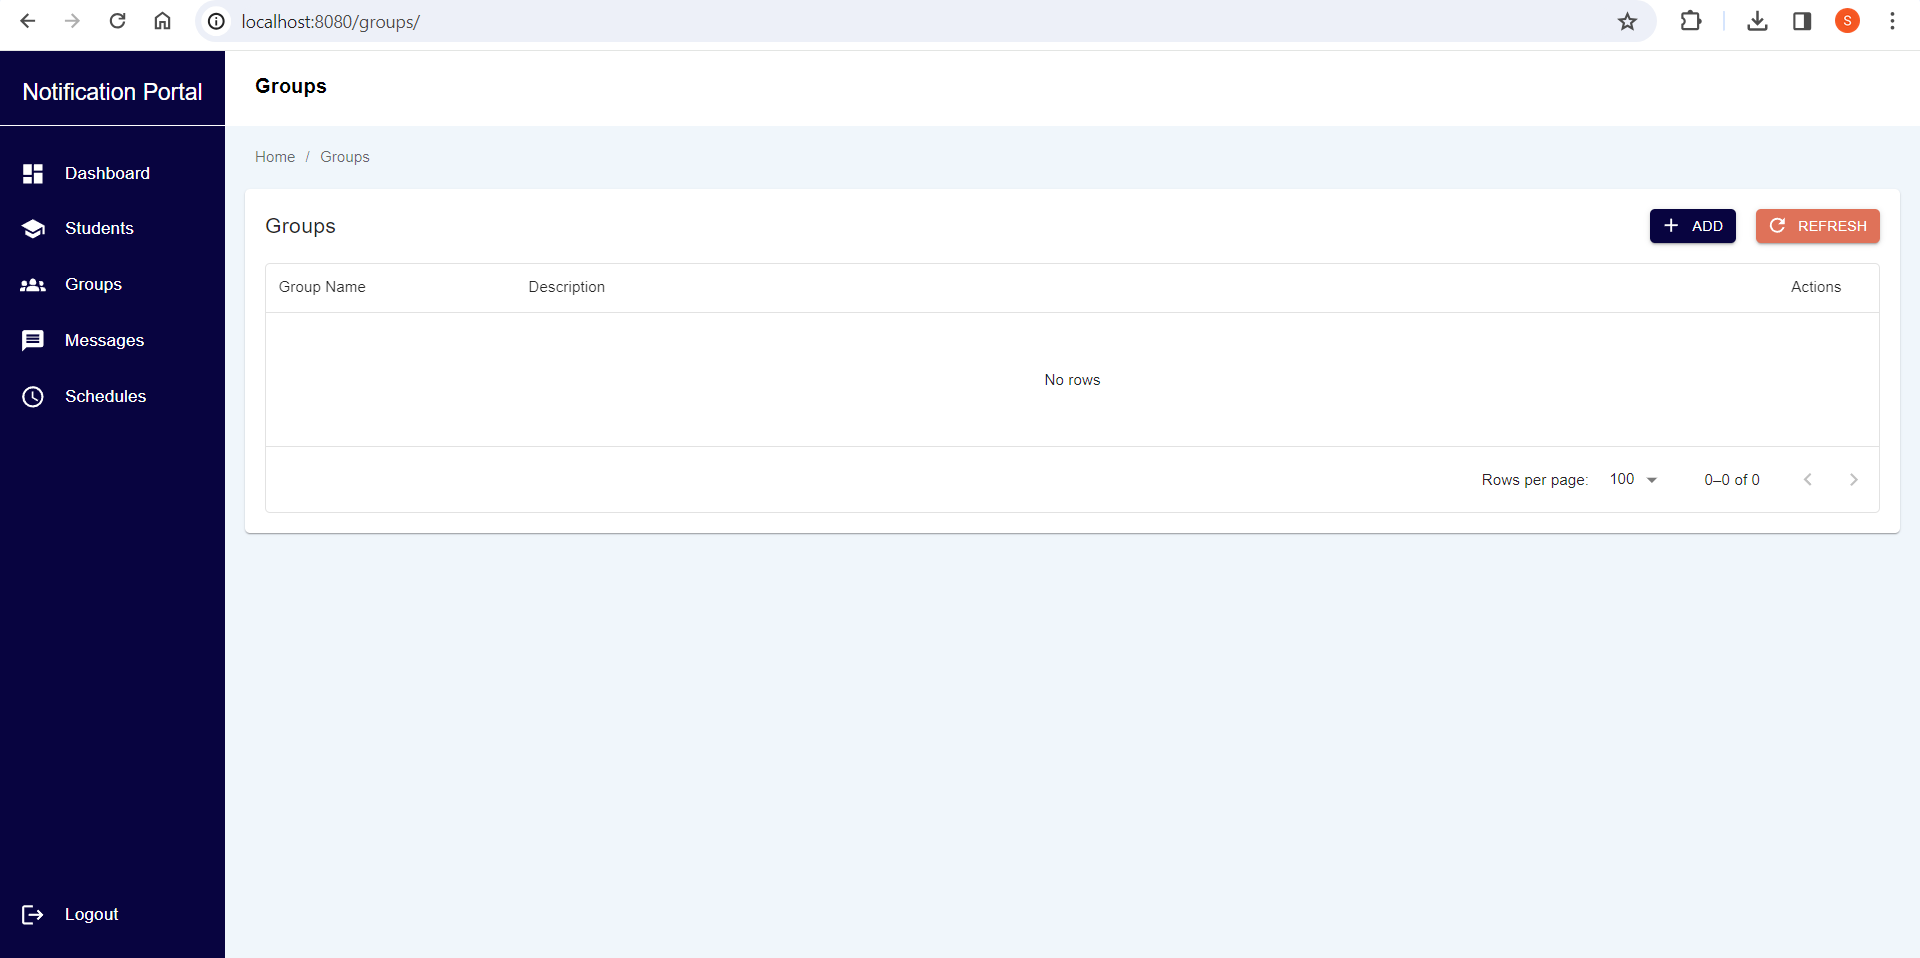 localhost:8080/groups/
S
Notification Portal
Groups
Dashboard
Students
Groups
Messages
Schedules
Logout
Home / Groups
Groups
ADD
REFRESH
Group Name Description Actions
No rows
Rows per page: 100 0–0 of 0